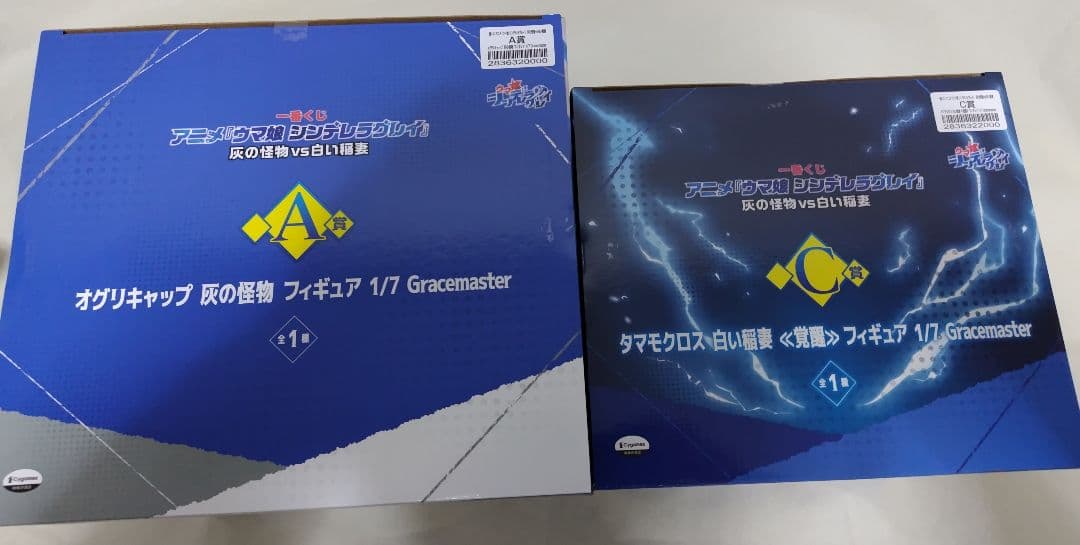 A賞
2836320000
一番くじ
アニメ『ウマ娘 シンデレラグレイ』
灰の怪物vs白い稲妻
A賞
オグリキャップ 灰の怪物 フィギュア 1/7 Gracemaster
全1種
Cygames
C賞
2836322000
一番くじ
アニメ『ウマ娘 シンデレラグレイ』
灰の怪物vs白い稲妻
C賞
タマモクロス 白い稲妻 ≪覚醒≫ フィギュア 1/7 Gracemaster
全1種
Cygames